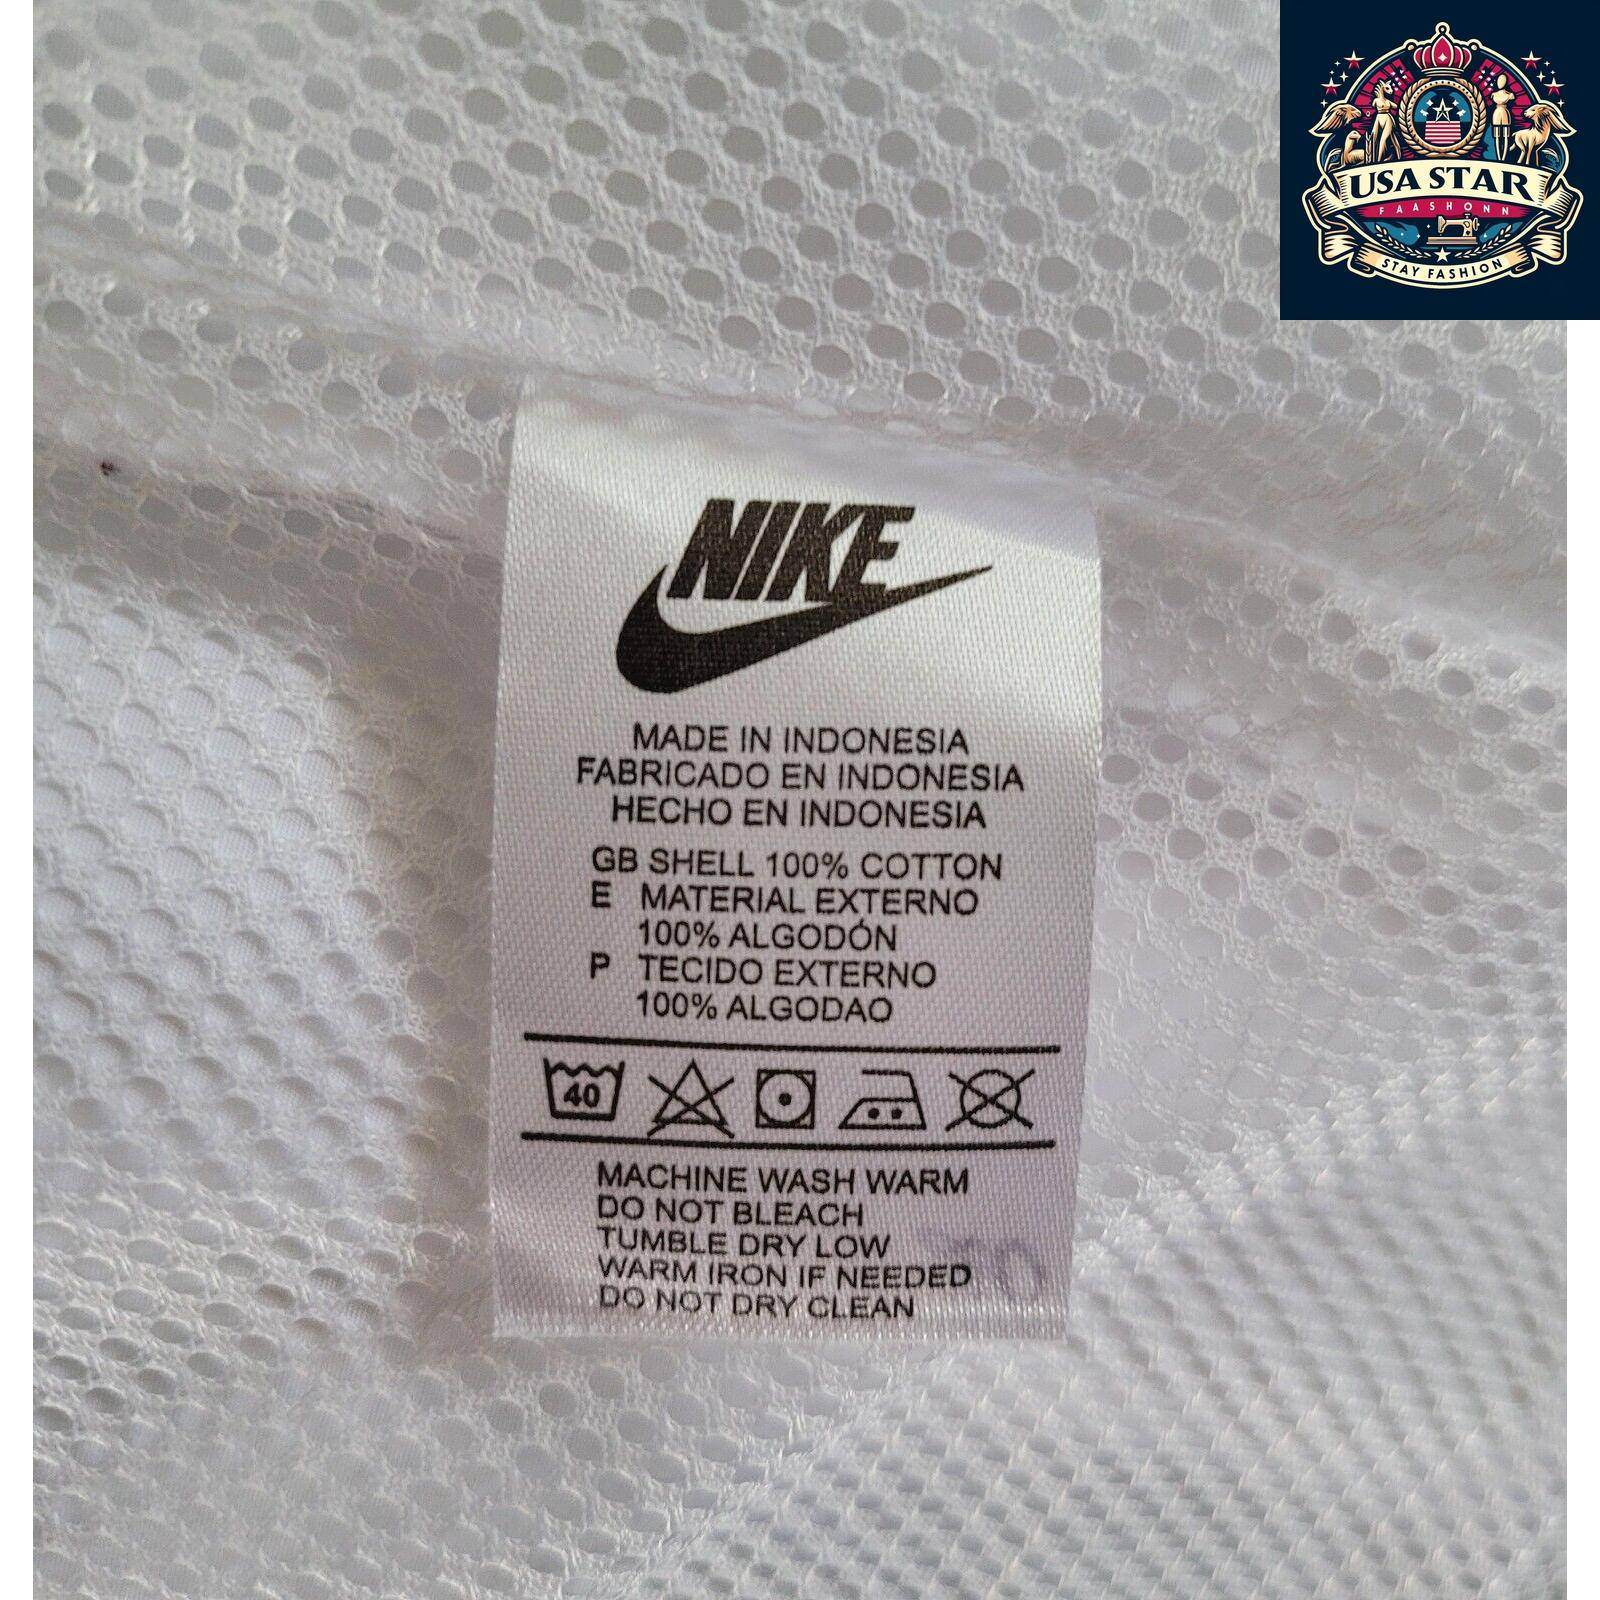 USA STAR
FAASHONN
STAY FASHION
NIKE
MADE IN INDONESIA
FABRICADO EN INDONESIA
HECHO EN INDONESIA
GB SHELL 100% COTTON
E MATERIAL EXTERNO
100% ALGODÓN
P TECIDO EXTERNO
100% ALGODAO
40
MACHINE WASH WARM
DO NOT BLEACH
TUMBLE DRY LOW
WARM IRON IF NEEDED
DO NOT DRY CLEAN